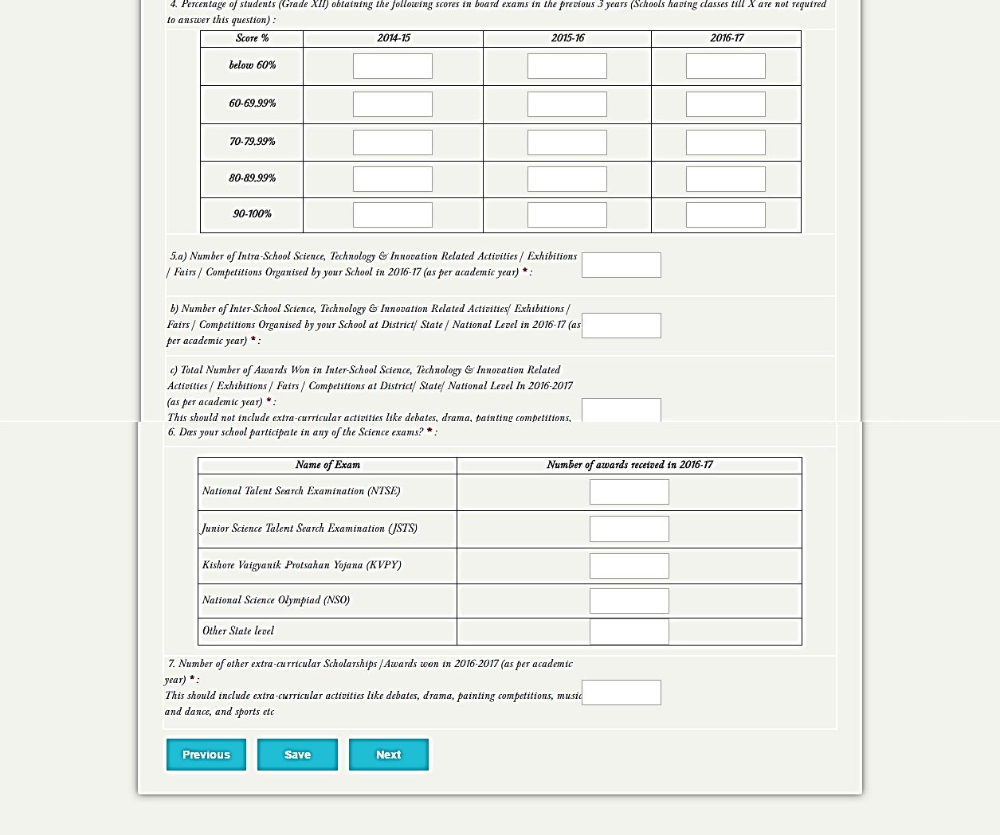 4. Percentage of students (Grade XII) obtaining the following scores in board exams in the previous 3 years (Schools having classes till X are not required
to answer this question) :
Score % 2014-15 2015-16 2016-17
below 60%
60-69.99%
70-79.99%
80-89.99%
90-100%
5.a) Number of Intra-School Science, Technology & Innovation Related Activities / Exhibitions
/ Fairs / Competitions Organised by your School in 2016-17 (as per academic year) * :
b) Number of Inter-School Science, Technology & Innovation Related Activities/ Exhibitions /
Fairs / Competitions Organised by your School at District/ State / National Level in 2016-17 (as
per academic year) * :
c) Total Number of Awards Won in Inter-School Science, Technology & Innovation Related
Activities / Exhibitions / Fairs / Competitions at District/ State/ National Level In 2016-2017
(as per academic year) * :
This should not include extra-curricular activities like debates, drama, painting competitions,
6. Does your school participate in any of the Science exams? * :
Name of Exam Number of awards received in 2016-17
National Talent Search Examination (NTSE)
Junior Science Talent Search Examination (JSTS)
Kishore Vaigyanik Protsahan Yojana (KVPY)
National Science Olympiad (NSO)
Other State level
7. Number of other extra-curricular Scholarships /Awards won in 2016-2017 (as per academic
year) * :
This should include extra-curricular activities like debates, drama, painting competitions, music
and dance, and sports etc
Previous Save Next